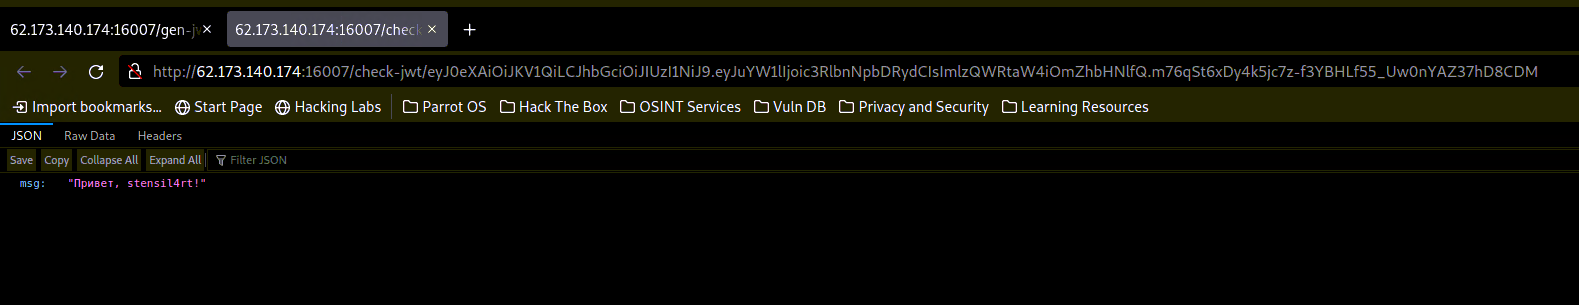 62.173.140.174:16007/gen-j
62.173.140.174:16007/chec
http://62.173.140.174:16007/check-jwt/eyJ0eXAiOiJKV1QiLCJhbGciOiJIUzI1NiJ9.eyJuYW1lIjoic3RlbnNpbDRydCIsImlzQWRtaW4iOmZhbHNlfQ.m76qSt6xDy4k5jc7z-f3YBHLf55_Uw0nYAZ37hD8CDM
Import bookmarks... Start Page Hacking Labs Parrot OS Hack The Box OSINT Services Vuln DB Privacy and Security Learning Resources
JSON Raw Data Headers
Save Copy Collapse All Expand All Filter JSON
msg: "Привет, stensil4rt!"